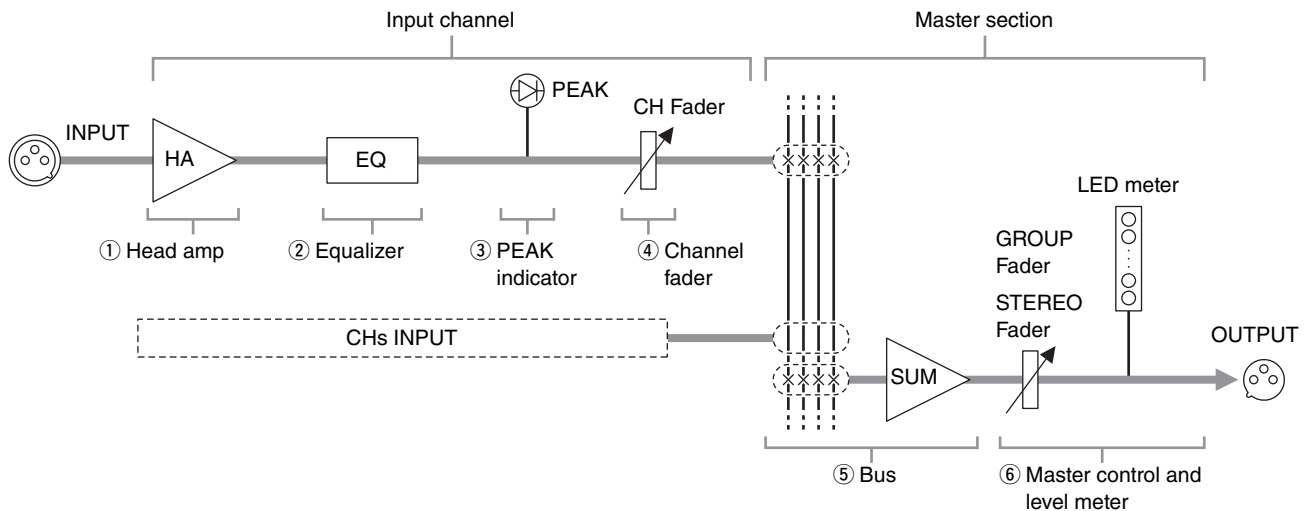 Input channel
Master section
PEAK
CH Fader
INPUT
HA
EQ
LED meter
① Head amp
② Equalizer
③ PEAK
indicator
④ Channel
fader
GROUP
Fader
STEREO
Fader
CHs INPUT
OUTPUT
SUM
⑤ Bus
⑥ Master control and
level meter